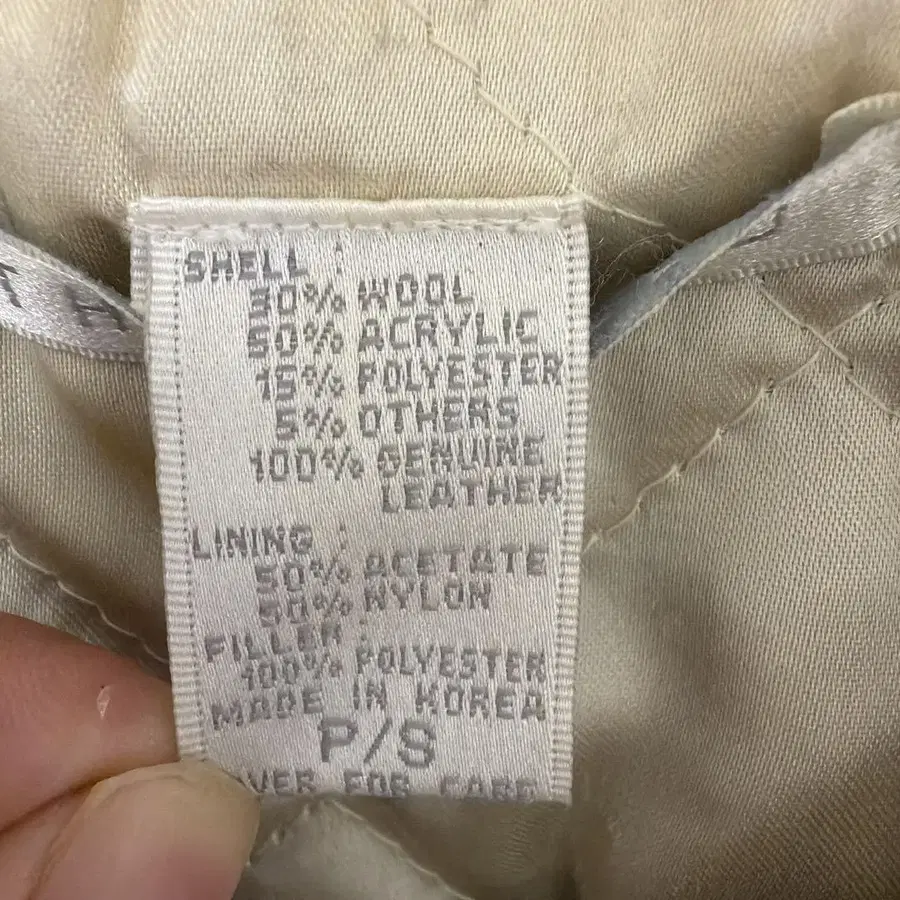 SHELL :
30% WOOL
50% ACRYLIC
15% POLYESTER
5% OTHERS
100% GENUINE
LEATHER
LINING :
50% ACETATE
50% NYLON
FILLER :
100% POLYESTER
MADE IN KOREA
P/S
FOR CARE